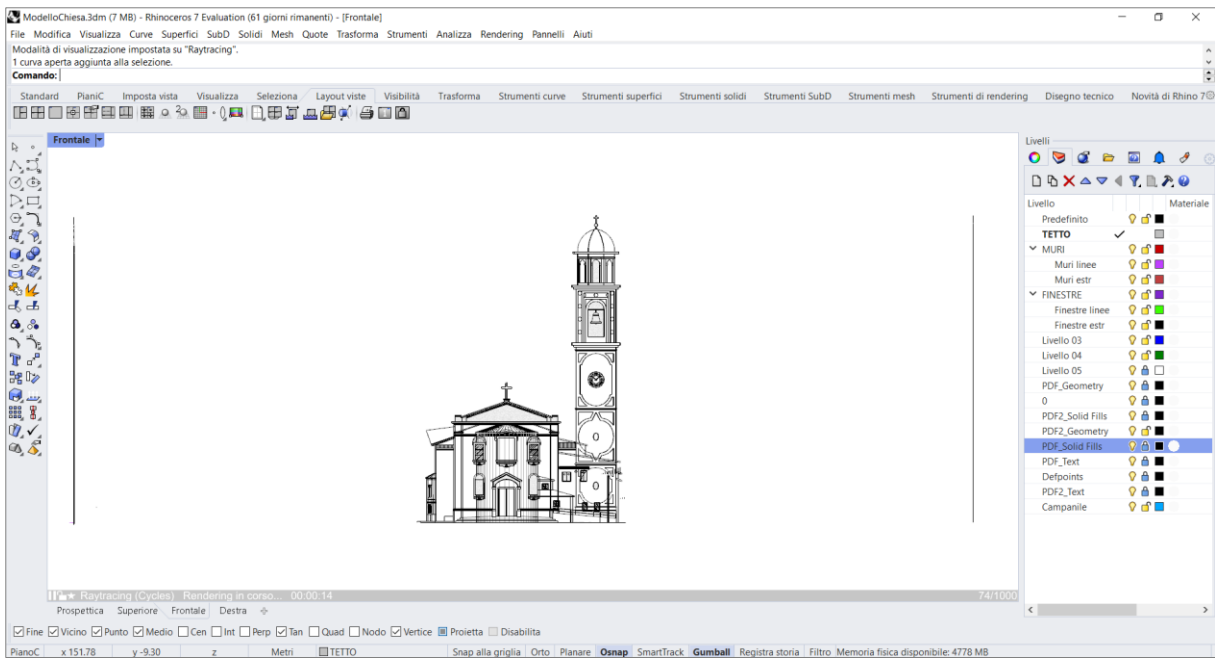 ModelloChiesa.3dm (7 MB) - Rhinoceros 7 Evaluation (61 giorni rimanenti) - [Frontale]
File Modifica Visualizza Curve Superfici SubD Solidi Mesh Quote Trasforma Strumenti Analizza Rendering Pannelli Aiuti
Modalità di visualizzazione impostata su "Raytracing".
1 curva aperta aggiunta alla selezione.
Comando:
Standard PianiC Imposta vista Visualizza Seleziona Layout viste Visibilità Trasforma Strumenti curve Strumenti superfici Strumenti solidi Strumenti SubD Strumenti mesh Strumenti di rendering Disegno tecnico Novità di Rhino 7
Frontale
Livelli
Livello Materiale
Predefinito
TETTO
MURI
Muri linee
Muri estr
FINESTRE
Finestre linee
Finestre estr
Livello 03
Livello 04
Livello 05
PDF_Geometry
0
PDF2_Solid Fills
PDF2_Geometry
PDF_Solid Fills
PDF_Text
Defpoints
PDF2_Text
Campanile
Raytracing (Cycles) Rendering in corso... 00:00:14 74/1000
Prospettica Superiore Frontale Destra
Fine Vicino Punto Medio Cen Int Perp Tan Quad Nodo Vertice Proietta Disabilita
PianoC x 151.78 y -9.30 z Metri TETTO Snap alla griglia Orto Planare Osnap SmartTrack Gumball Registra storia Filtro Memoria fisica disponibile: 4778 MB